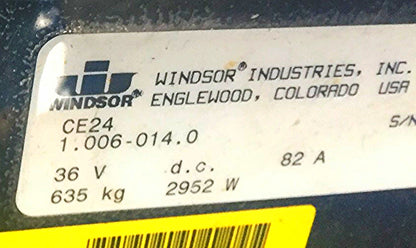 WINDSOR®
WINDSOR® INDUSTRIES, INC.
ENGLEWOOD, COLORADO USA
CE24
S/N
1.006-014.0
36 V d.c. 82 A
635 kg 2952 W